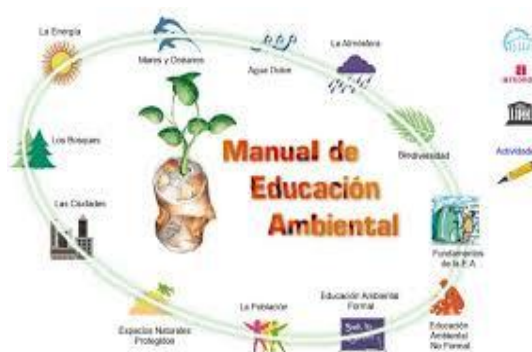 La Energía
Mares y Océanos
Agua Dulce
La Atmósfera
Los Bosques
Biodiversidad
Actividades
Manual de
Educación
Ambiental
Las Ciudades
Fundamentos
de la E.A.
Espacios Naturales
Protegidos
La Población
Educación Ambiental
Formal
Educación
Ambiental
No Formal